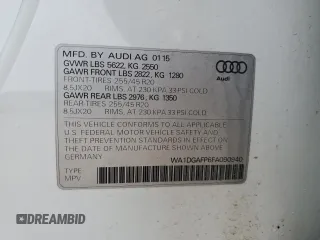 MFD. BY AUDI AG 01 15
GVWR LBS 5622, KG 2550
GAWR FRONT LBS 2822, KG 1280
FRONT-TIRES 255/45 R20
8.5JX20 RIMS, AT 230 KPA 33 PSI COLD
GAWR REAR LBS 2976, KG 1350
REAR-TIRES 255/45 R20
8.5JX20 RIMS, AT 230 KPA 33 PSI COLD
Audi
THIS VEHICLE CONFORMS TO ALL APPLICABLE
U.S. FEDERAL MOTOR VEHICLE SAFETY, BUMPER, AND
THEFT PREVENTION STANDARDS IN EFFECT
ON THE DATE OF MANUFACTURE SHOWN ABOVE
GERMANY
WA1DGAFP6FA090940
TYPE
MPV